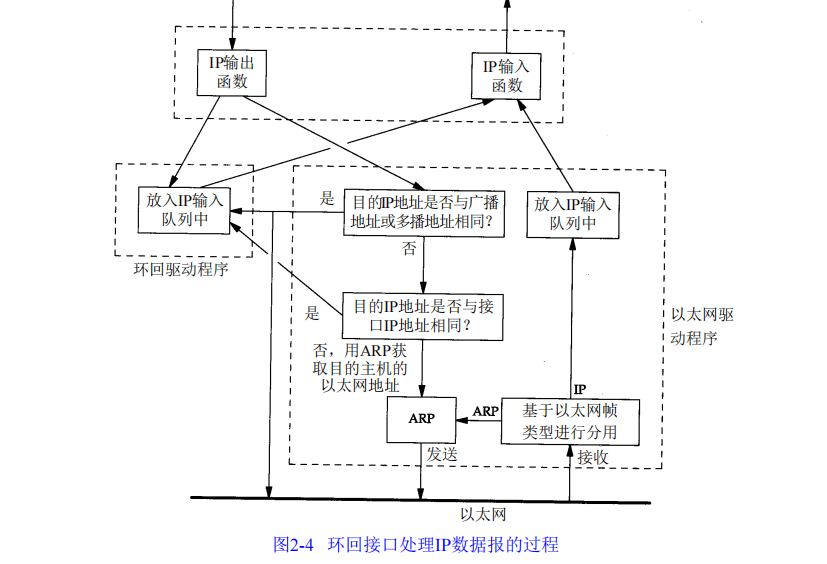 IP输出
函数
IP输入
函数
放入IP输入
队列中
环回驱动程序
是
目的IP地址是否与广播
地址或多播地址相同？
否
放入IP输入
队列中
是
目的IP地址是否与接
口IP地址相同？
以太网驱
动程序
否，用ARP获
取目的主机的
以太网地址
ARP
ARP
IP
基于以太网帧
类型进行分用
发送
接收
以太网
图2-4 环回接口处理IP数据报的过程